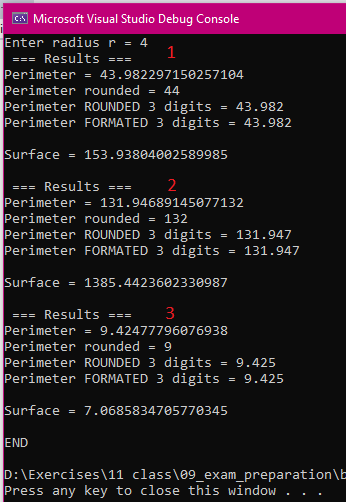 Microsoft Visual Studio Debug Console
Enter radius r = 4
=== Results === 1
Perimeter = 43.982297150257104
Perimeter rounded = 44
Perimeter ROUNDED 3 digits = 43.982
Perimeter FORMATED 3 digits = 43.982
Surface = 153.93804002589985
=== Results === 2
Perimeter = 131.94689145077132
Perimeter rounded = 132
Perimeter ROUNDED 3 digits = 131.947
Perimeter FORMATED 3 digits = 131.947
Surface = 1385.4423602330987
=== Results === 3
Perimeter = 9.42477796076938
Perimeter rounded = 9
Perimeter ROUNDED 3 digits = 9.425
Perimeter FORMATED 3 digits = 9.425
Surface = 7.0685834705770345
END
D:\Exercises\11 class\09_exam_preparation\b
Press any key to close this window . . .